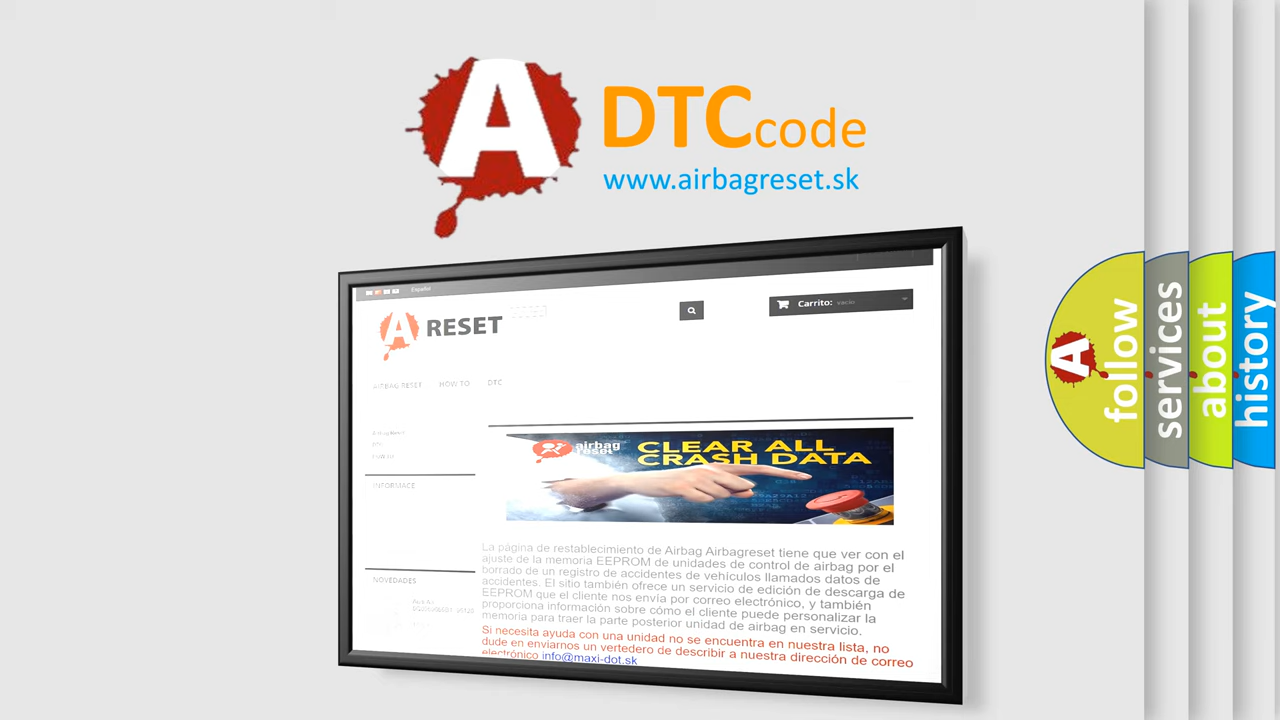 A DTCcode
www.airbagreset.sk
Español
A RESET
Carrito: vacío
AIRBAG RESET HOW TO DTC
INFORMACE
NOVEDADES
airbag
reset
CLEAR ALL
CRASH DATA
La página de restablecimiento de Airbag Airbagreset tiene que ver con el
ajuste de la memoria EEPROM de unidades de control de airbag por el
borrado de un registro de accidentes de vehículos llamados datos de
accidentes. El sitio también ofrece un servicio de edición de descarga de
EEPROM que el cliente nos envía por correo electrónico, y también
proporciona información sobre cómo el cliente puede personalizar la
memoria para traer la parte posterior unidad de airbag en servicio.
Si necesita ayuda con una unidad no se encuentra en nuestra lista, no
dude en enviarnos un vertedero de describir a nuestra dirección de correo
electrónico info@maxi-dot.sk
A
follow
services
about
history